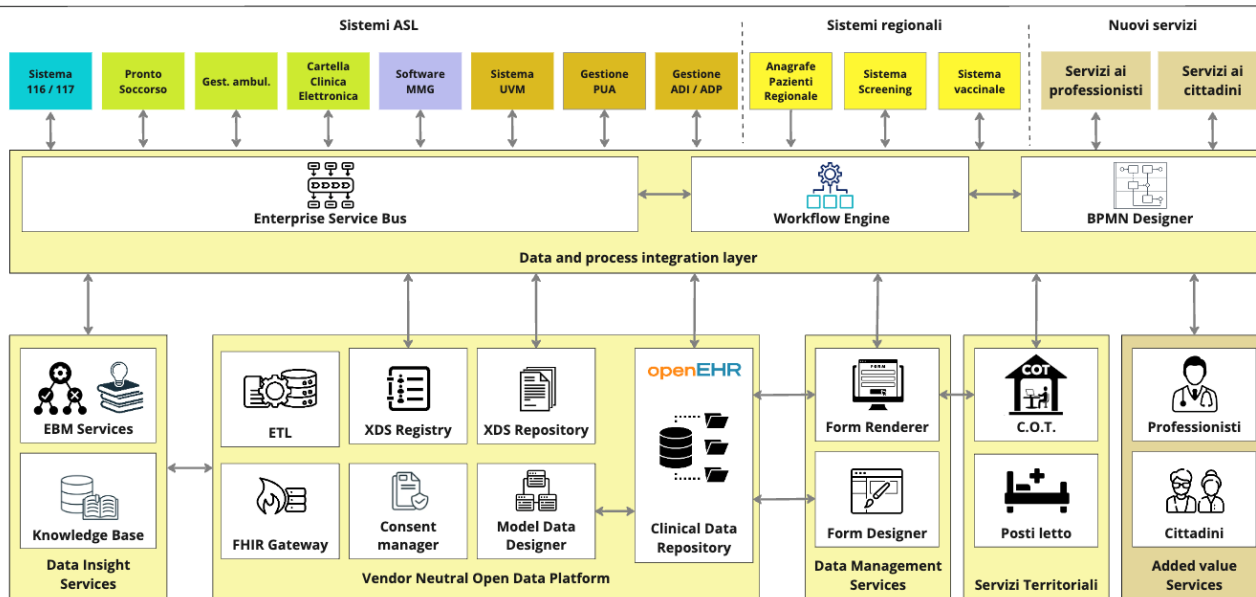 Sistemi ASL
Sistemi regionali
Nuovi servizi
Sistema
116 / 117
Pronto
Soccorso
Gest. ambul.
Cartella
Clinica
Elettronica
Software
MMG
Sistema
UVM
Gestione
PUA
Gestione
ADI / ADP
Anagrafe
Pazienti
Regionale
Sistema
Screening
Sistema
vaccinale
Servizi ai
professionisti
Servizi ai
cittadini
Enterprise Service Bus
Workflow Engine
BPMN Designer
Data and process integration layer
EBM Services
Knowledge Base
Data Insight
Services
ETL
XDS Registry
XDS Repository
FHIR Gateway
Consent
manager
Model Data
Designer
openEHR
Clinical Data
Repository
Vendor Neutral Open Data Platform
FORM
Form Renderer
Form Designer
Data Management
Services
COT
C.O.T.
Posti letto
Servizi Territoriali
Professionisti
Cittadini
Added value
Services